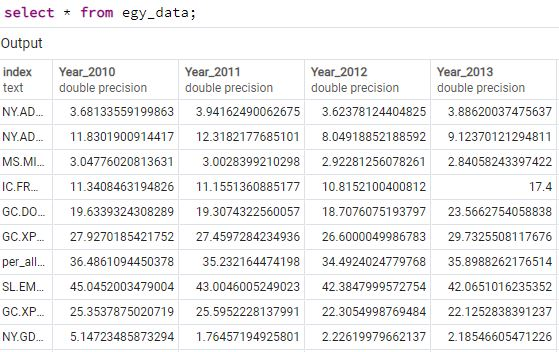 select * from egy_data;
Output
index Year_2010 Year_2011 Year_2012 Year_2013
text double precision double precision double precision double precision
NY.AD... 3.68133559199863 3.94162490062675 3.62378124404825 3.88620037475637
NY.AD... 11.8301900914417 12.3182177685101 8.04918852188592 9.12370121294811
MS.MI... 3.04776020813631 3.0028399210298 2.92281256078261 2.84058243397422
IC.FR... 11.3408463194826 11.1551360885177 10.8152100400812 17.4
GC.DO... 19.6339324308289 19.3074322560057 18.7076075193797 23.5662754058838
GC.XP... 27.9270185421752 27.4597284234936 26.6000049986783 29.7325508117676
per_all... 36.4861094450378 35.232164474198 34.4924024779768 35.8988262176514
SL.EM... 45.0452003479004 43.0046005249023 42.3847999572754 42.0651016235352
GC.XP... 25.3537875020719 25.5952228137991 22.3054998769484 22.1252838391237
NY.GD... 5.14723485873294 1.76457194925801 2.22619979662137 2.18546605471226